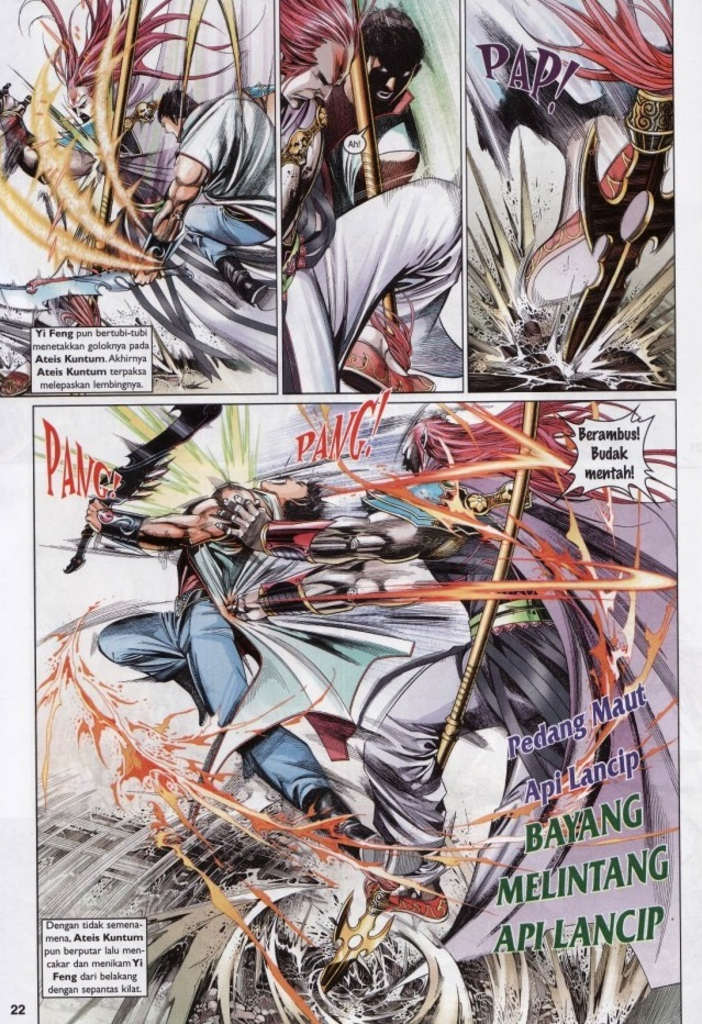 Yi Feng pun bertubi-tubi
menetakkan goloknya pada
Ateis Kuntum. Akhirnya
Ateis Kuntum terpaksa
melepaskan lembingnya.
Ah!
PAP!
PANG!
PANG!
Berambus!
Budak
mentah!
Pedang Maut
Api Lancip
BAYANG
MELINTANG
API LANCIP
Dengan tidak semena-
mena, Ateis Kuntum
pun berputar lalu men-
cakar dan menikam Yi
Feng dari belakang
dengan sepantas kilat.
22